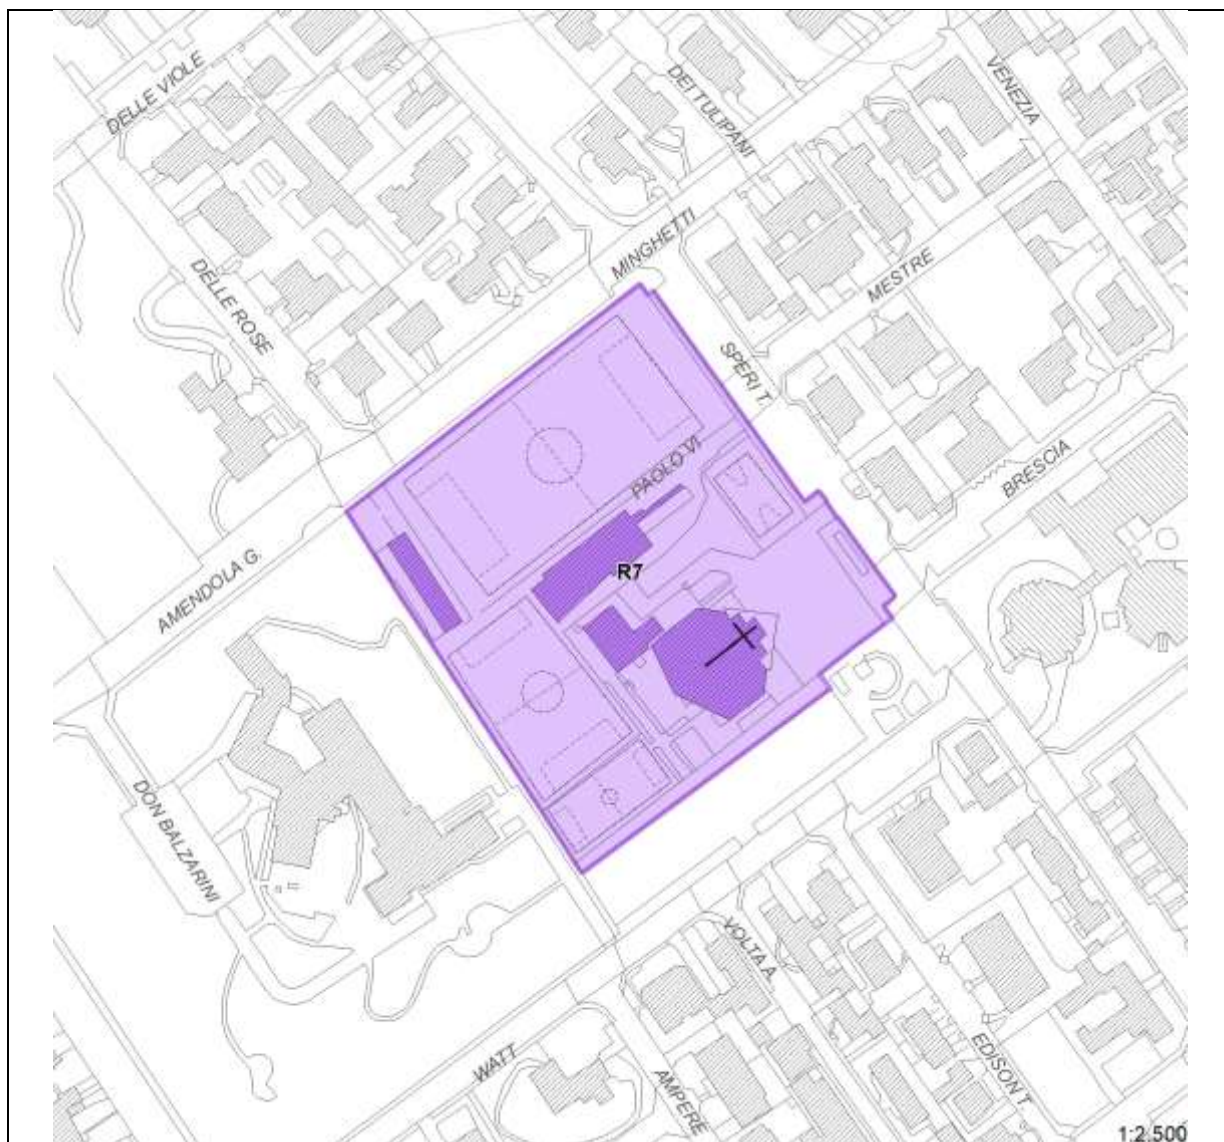 DELLE VIOLE
DEI TULIPANI
VENEZIA
MINGHETTI
DELLE ROSE
MESTRE
SPERI T.
PAOLO VI
BRESCIA
R7
AMENDOLA G.
DON BALZARINI
VOLTA A.
EDISON T.
WATT
AMPERE
1:2.500